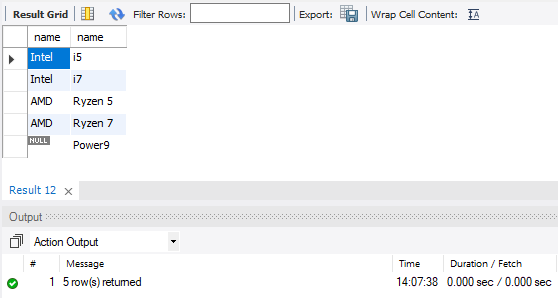 Result Grid Filter Rows: Export: Wrap Cell Content: IA
name name
Intel i5
Intel i7
AMD Ryzen 5
AMD Ryzen 7
NULL Power9
Result 12 ×
Output
Action Output
# Message Time Duration / Fetch
1 5 row(s) returned 14:07:38 0.000 sec / 0.000 sec